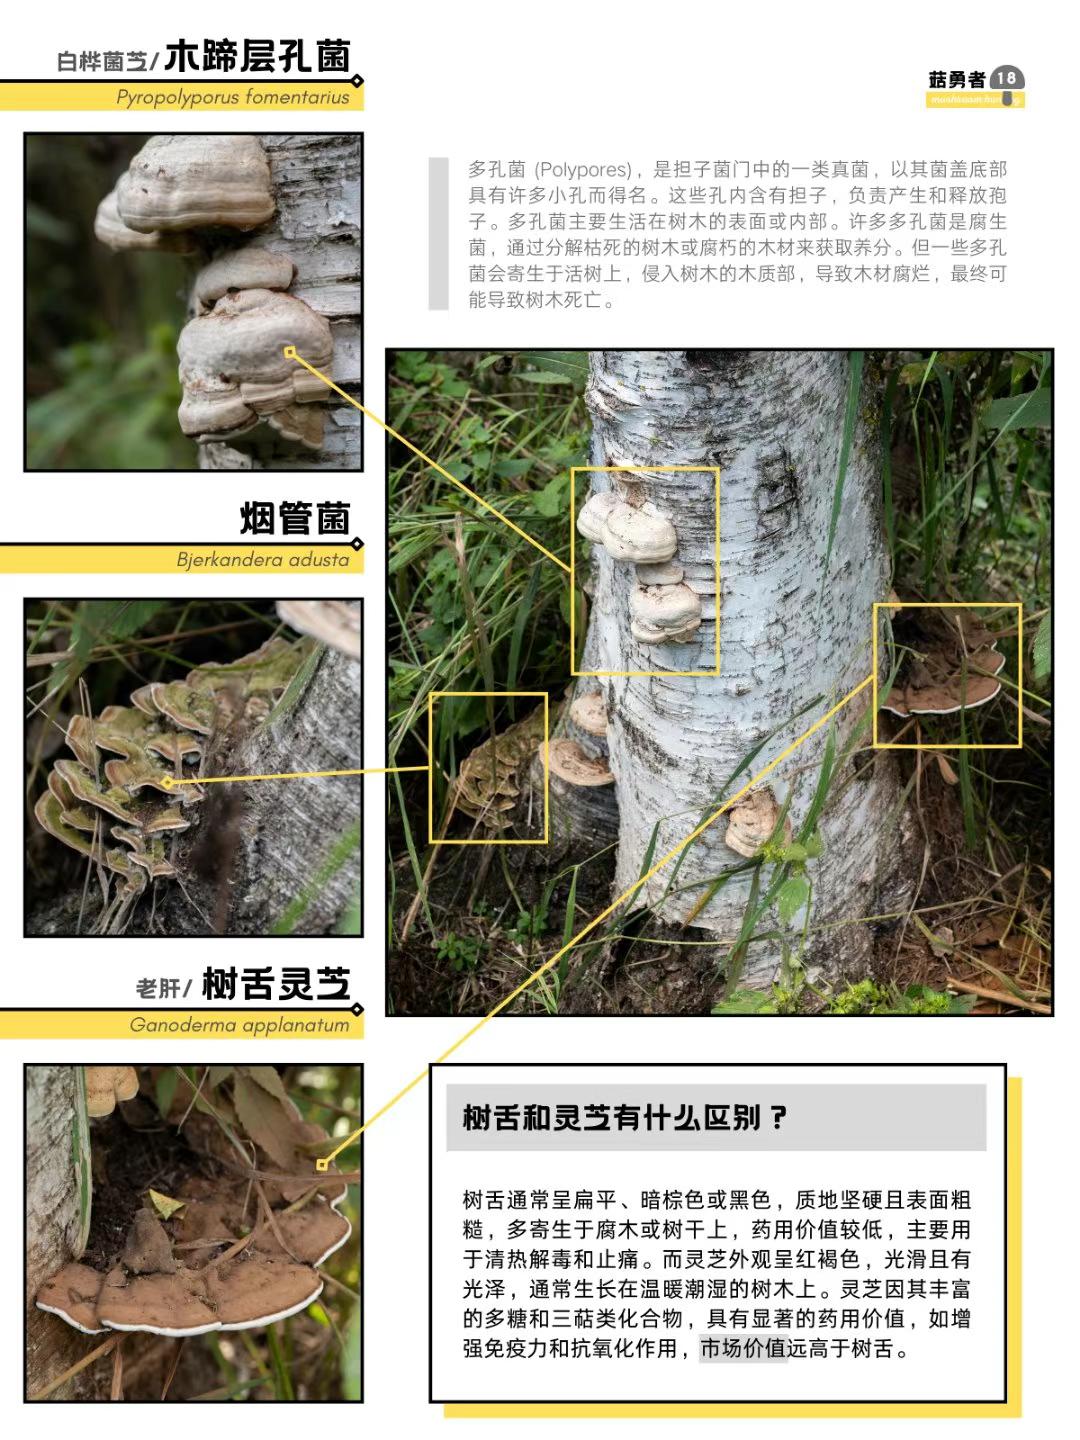 白桦菌芝/木蹄层孔菌
Pyropolyporus fomentarius
菇勇者 18
多孔菌 (Polypores)，是担子菌门中的一类真菌，以其菌盖底部
具有许多小孔而得名。这些孔内含有担子，负责产生和释放孢
子。多孔菌主要生活在树木的表面或内部。许多多孔菌是腐生
菌，通过分解枯死的树木或腐朽的木材来获取养分。但一些多孔
菌会寄生于活树上，侵入树木的木质部，导致木材腐烂，最终可
能导致树木死亡。
烟管菌
Bjerkandera adusta
老肝/ 树舌灵芝
Ganoderma applanatum
树舌和灵芝有什么区别？
树舌通常呈扁平、暗棕色或黑色，质地坚硬且表面粗
糙，多寄生于腐木或树干上，药用价值较低，主要用
于清热解毒和止痛。而灵芝外观呈红褐色，光滑且有
光泽，通常生长在温暖潮湿的树木上。灵芝因其丰富
的多糖和三萜类化合物，具有显著的药用价值，如增
强免疫力和抗氧化作用，市场价值远高于树舌。